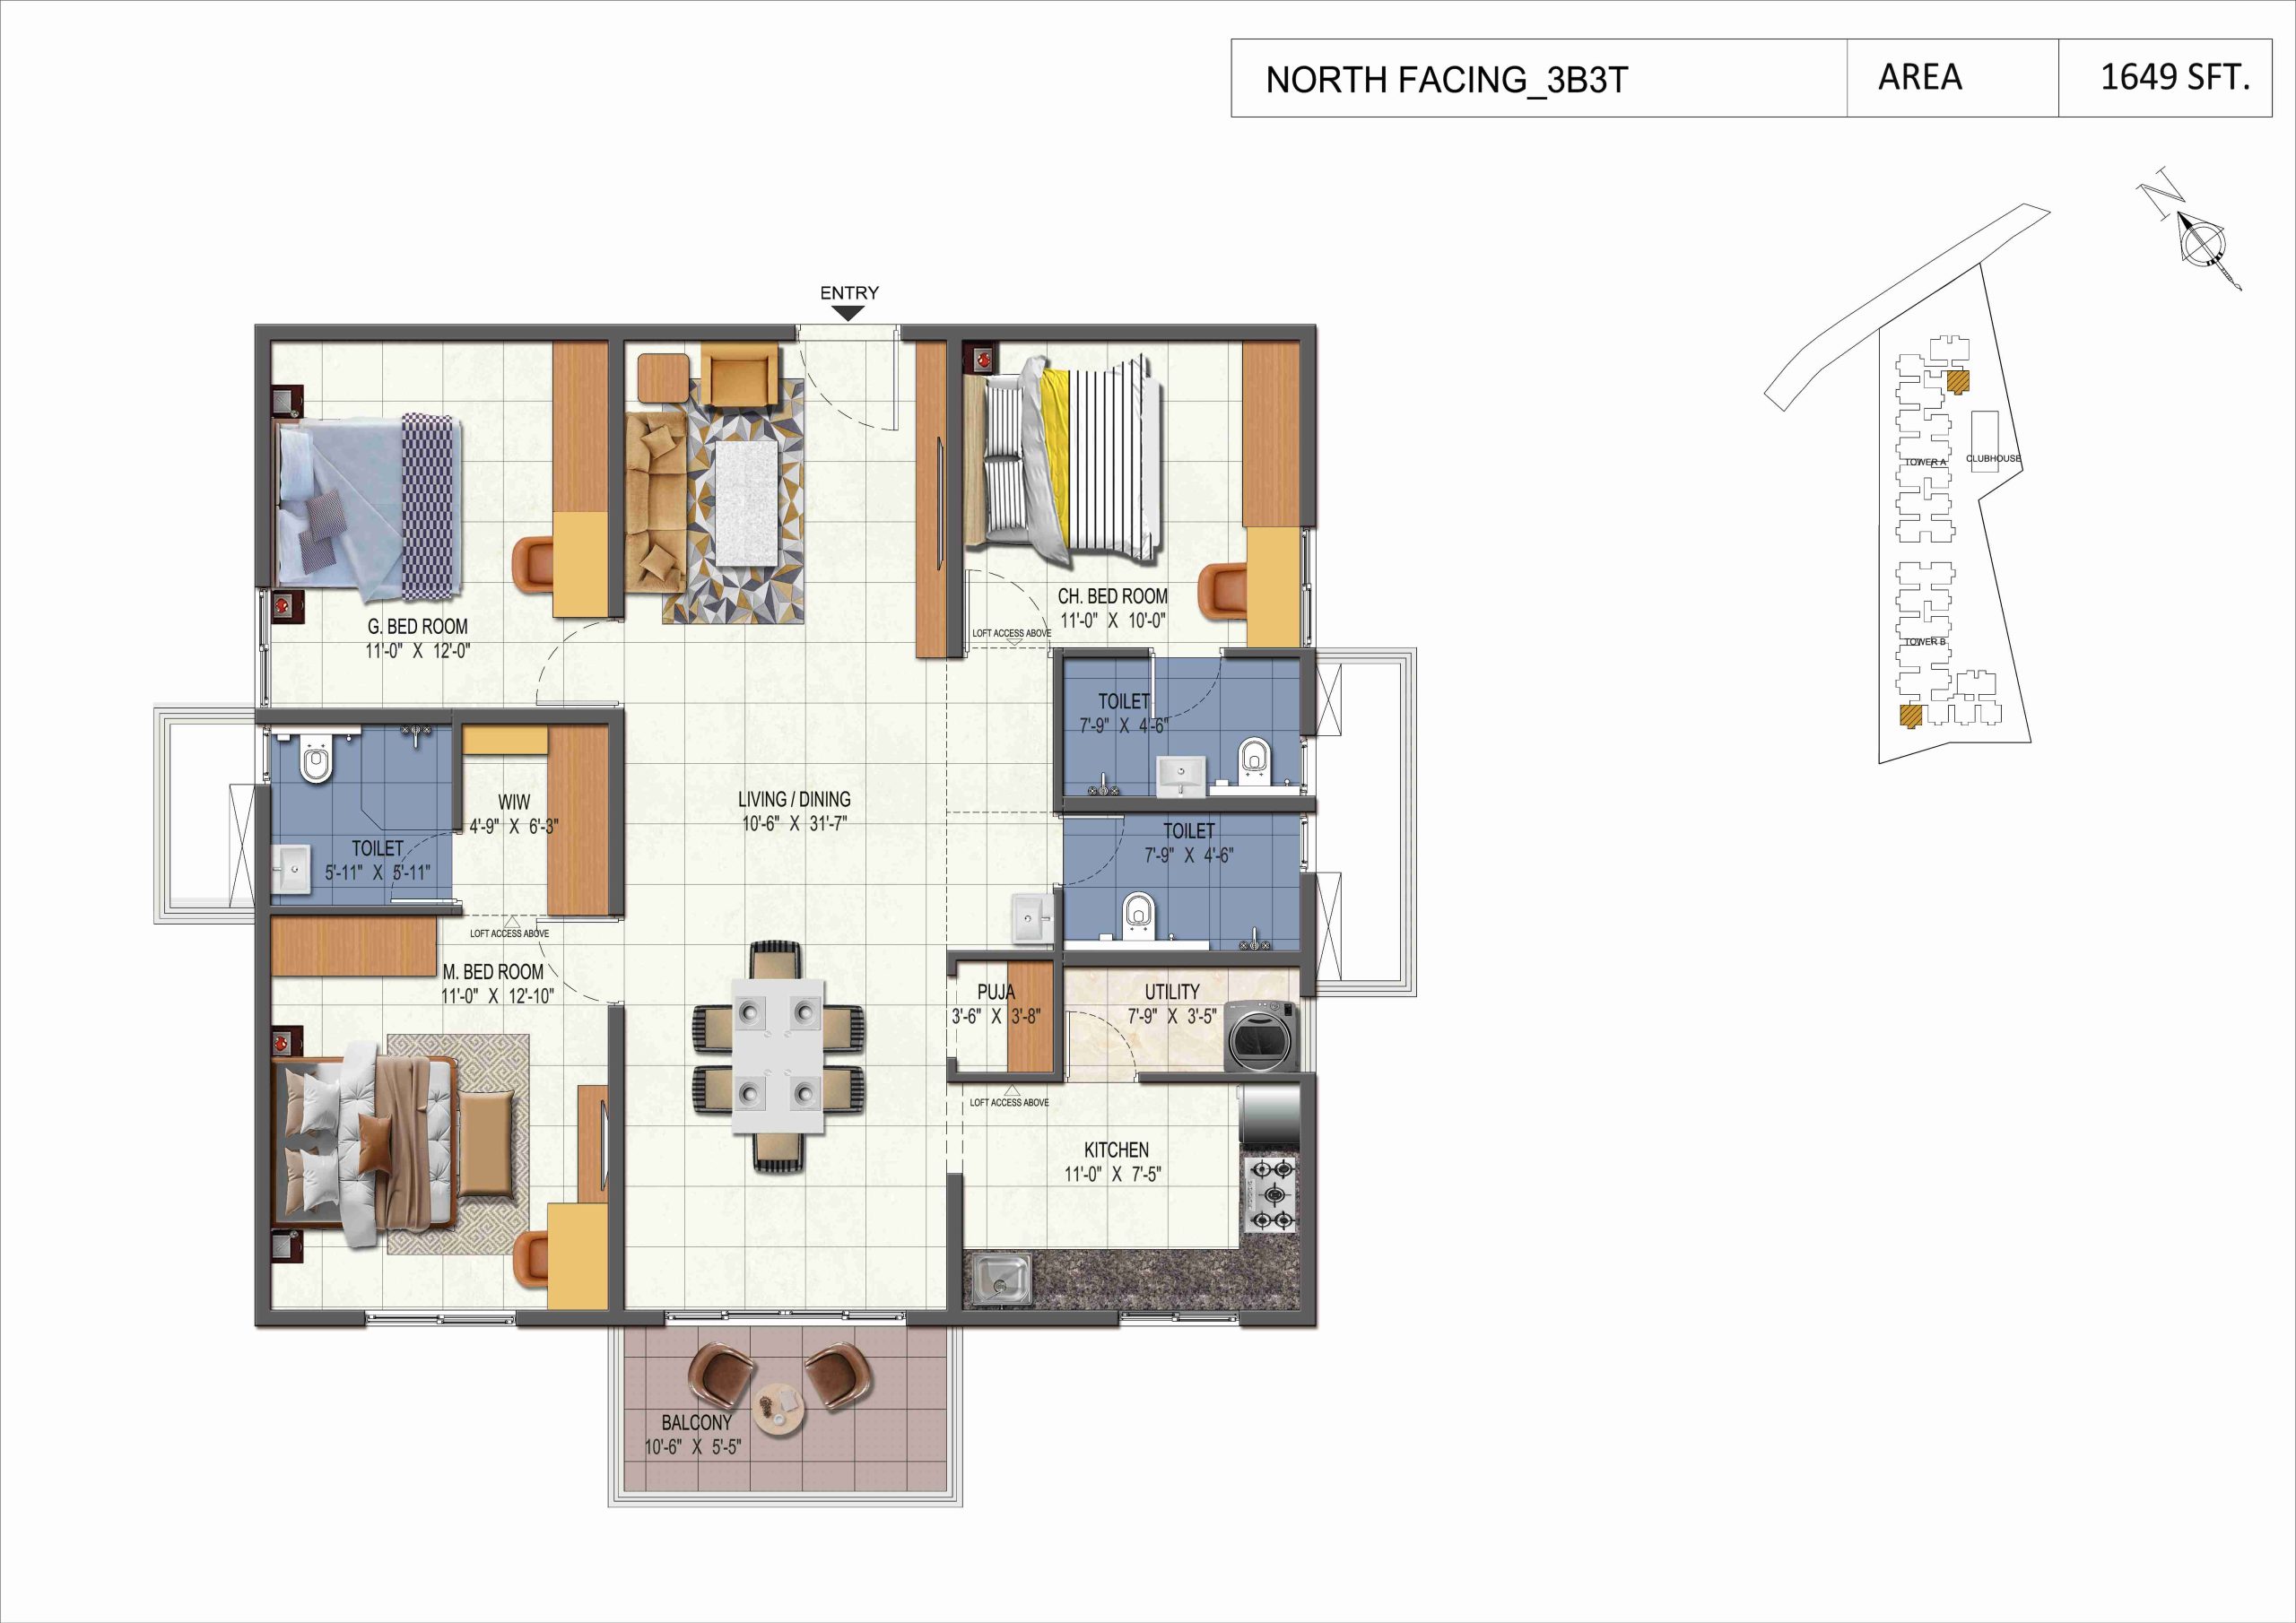 NORTH FACING_3B3T
AREA
1649 SFT.
N
ENTRY
G. BED ROOM
11'-0" X 12'-0"
CH. BED ROOM
11'-0" X 10'-0"
LOFT ACCESS ABOVE
TOILET
7'-9" X 4'-6"
WIW
4'-9" X 6'-3"
LIVING / DINING
10'-6" X 31'-7"
TOILET
5'-11" X 5'-11"
TOILET
7'-9" X 4'-6"
LOFT ACCESS ABOVE
M. BED ROOM
11'-0" X 12'-10"
PUJA
3'-6" X 3'-8"
UTILITY
7'-9" X 3'-5"
LOFT ACCESS ABOVE
KITCHEN
11'-0" X 7'-5"
BALCONY
10'-6" X 5'-5"
TOWER A
CLUBHOUSE
TOWER B